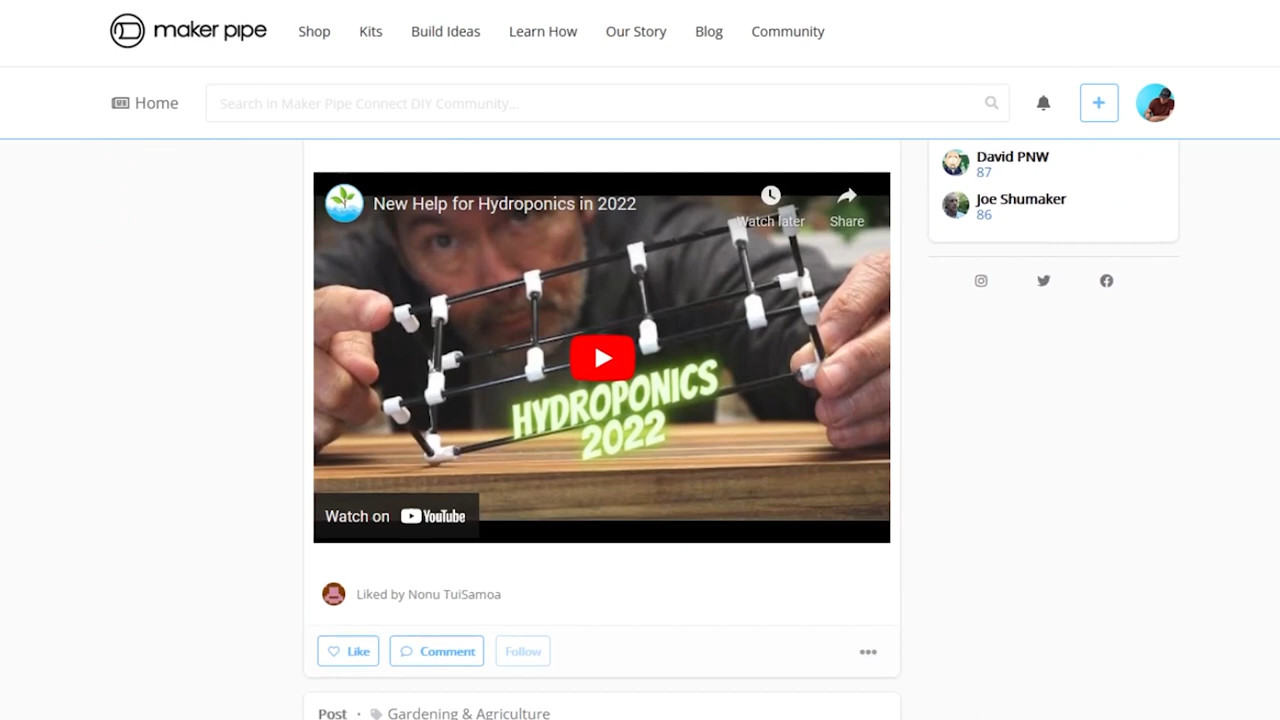 maker pipe
Shop
Kits
Build Ideas
Learn How
Our Story
Blog
Community
Home
Search in Maker Pipe Connect DIY Community...
+
David PNW
87
Joe Shumaker
86
New Help for Hydroponics in 2022
Watch later
Share
HYDROPONICS
2022
Watch on YouTube
Liked by Nonu TuiSamoa
Like
Comment
Follow
Post · Gardening & Agriculture